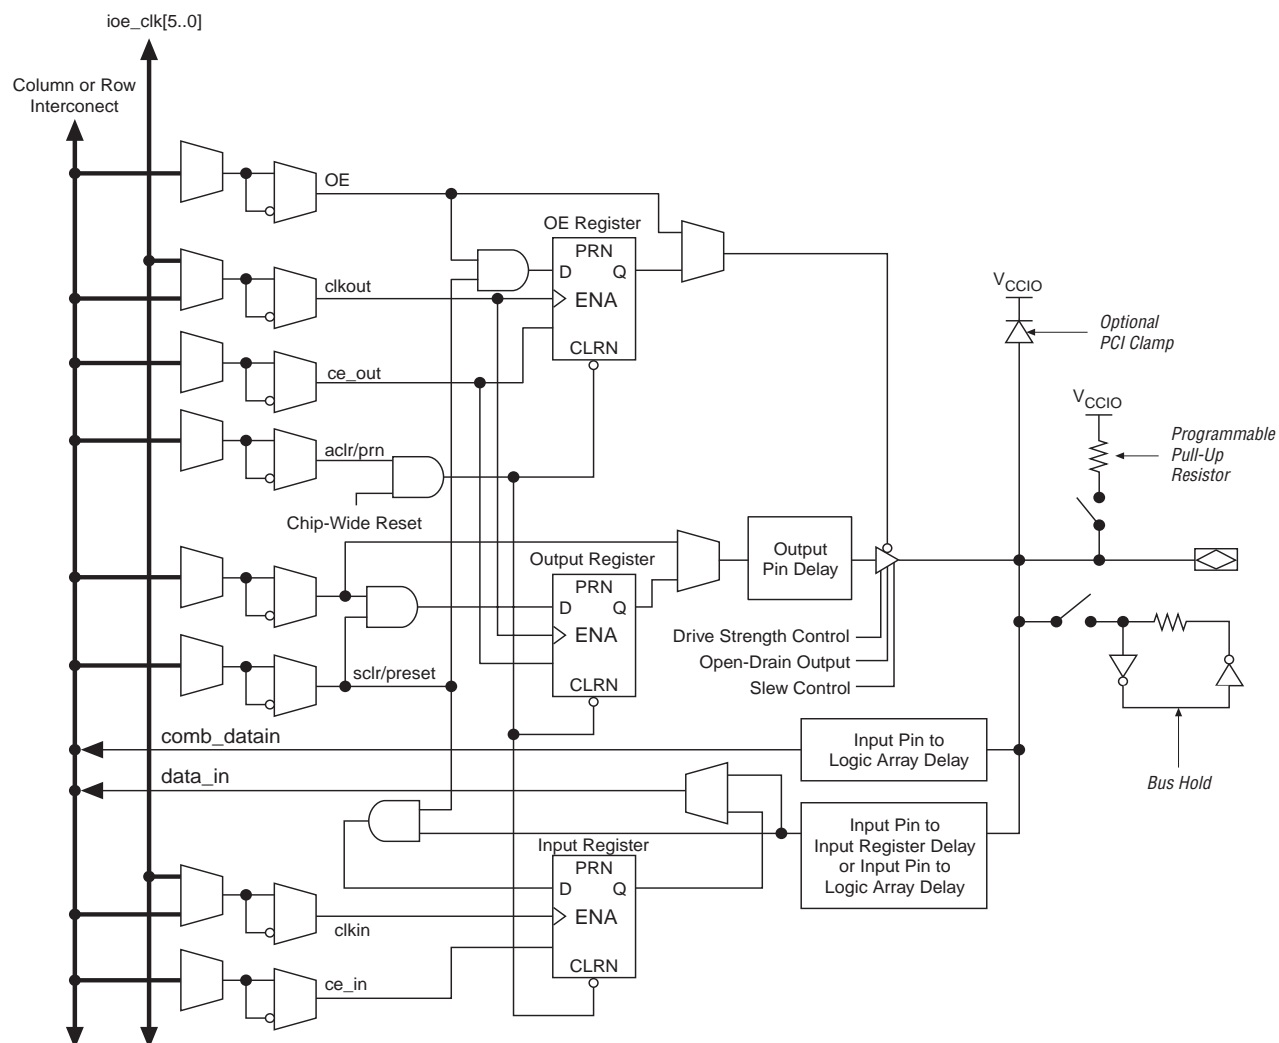 ioe_clk[5..0]
Column or Row
Interconect
OE
OE Register
PRN
D
Q
ENA
CLRN
clkout
ce_out
aclr/prn
Chip-Wide Reset
VCCIO
Optional
PCI Clamp
VCCIO
Programmable
Pull-Up
Resistor
Output Register
PRN
D
Q
ENA
CLRN
Output
Pin Delay
Drive Strength Control
Open-Drain Output
Slew Control
sclr/preset
comb_datain
Input Pin to
Logic Array Delay
Bus Hold
data_in
Input Pin to
Input Register Delay
or Input Pin to
Logic Array Delay
Input Register
PRN
D
Q
ENA
CLRN
clkin
ce_in